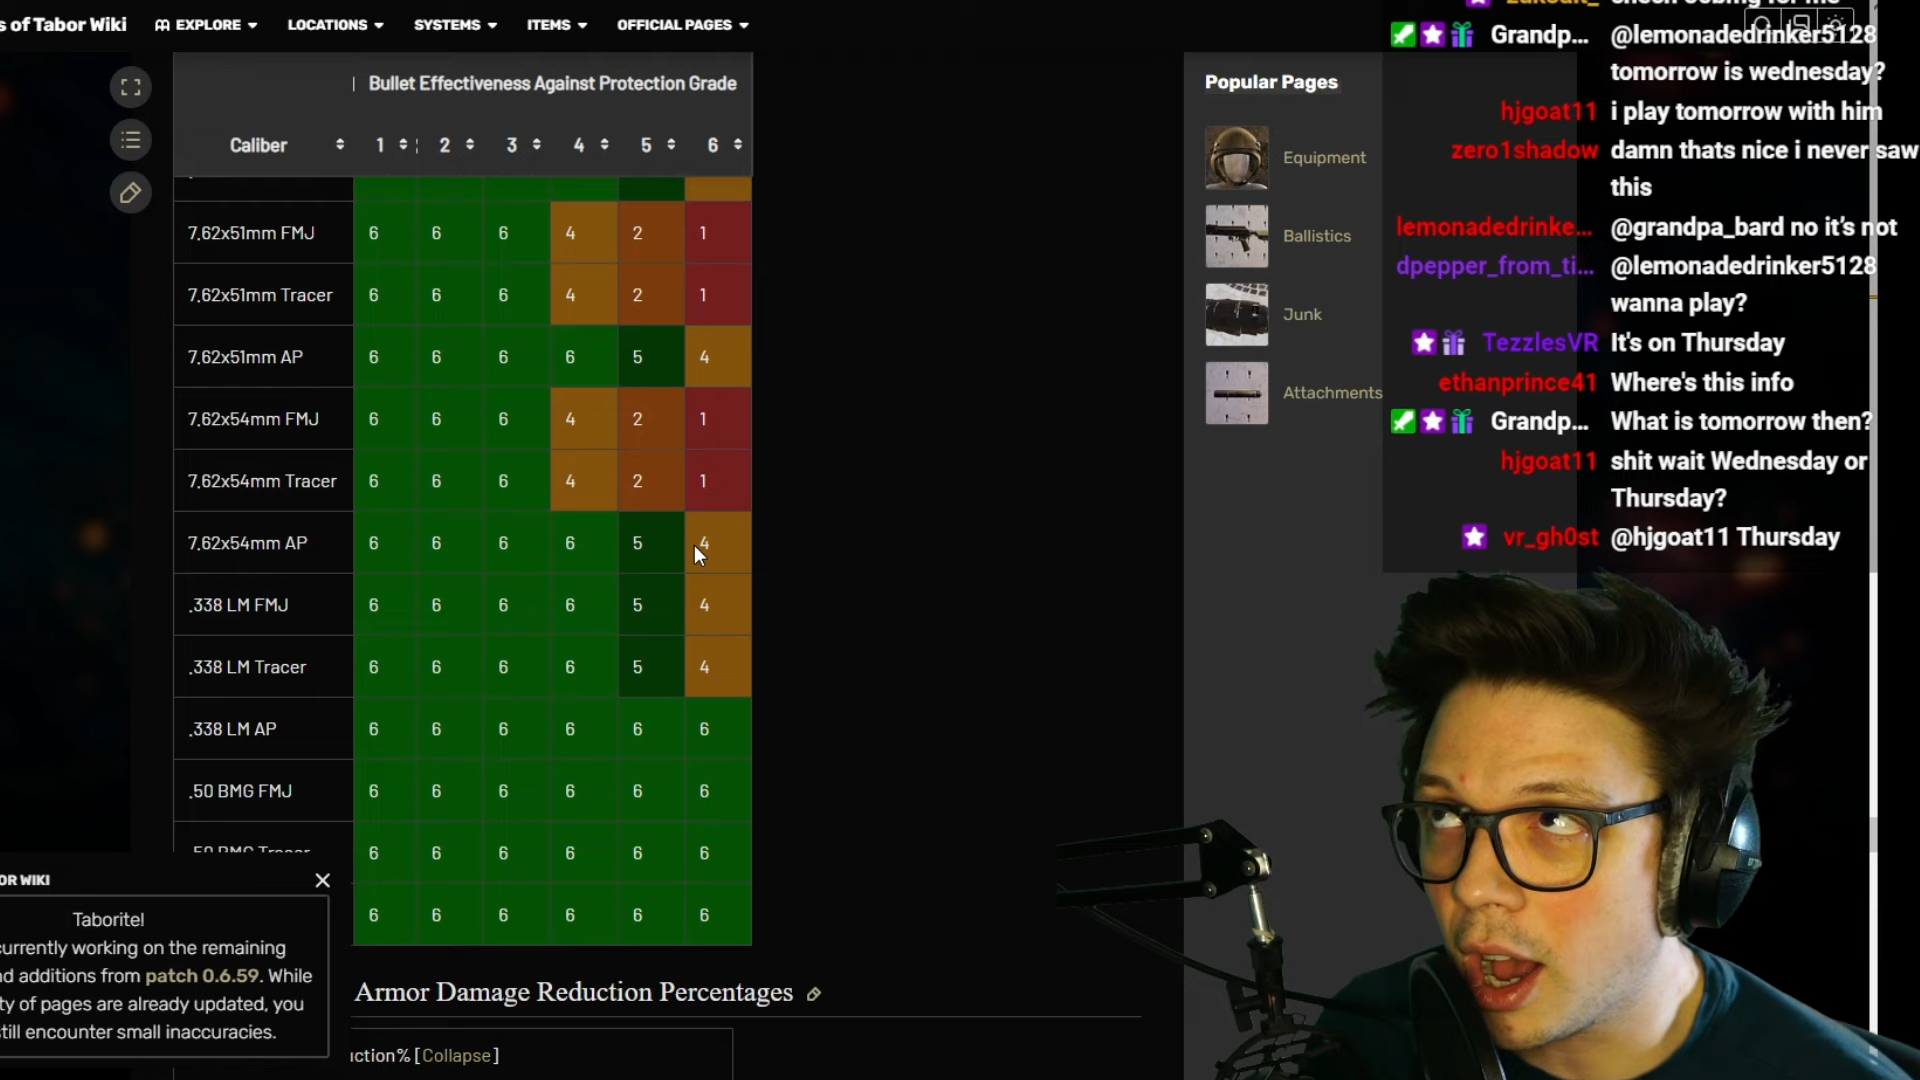 s of Tabor Wiki
EXPLORE
LOCATIONS
SYSTEMS
ITEMS
OFFICIAL PAGES
Bullet Effectiveness Against Protection Grade
Caliber 1 2 3 4 5 6
7.62x51mm FMJ 6 6 6 4 2 1
7.62x51mm Tracer 6 6 6 4 2 1
7.62x51mm AP 6 6 6 6 5 4
7.62x54mm FMJ 6 6 6 4 2 1
7.62x54mm Tracer 6 6 6 4 2 1
7.62x54mm AP 6 6 6 6 5 4
.338 LM FMJ 6 6 6 6 5 4
.338 LM Tracer 6 6 6 6 5 4
.338 LM AP 6 6 6 6 6 6
.50 BMG FMJ 6 6 6 6 6 6
.50 BMG Tracer 6 6 6 6 6 6
6 6 6 6 6 6
OR WIKI
Taborite!
currently working on the remaining
nd additions from patch 0.6.59. While
ty of pages are already updated, you
still encounter small inaccuracies.
Armor Damage Reduction Percentages
uction% [Collapse]
Popular Pages
Equipment
Ballistics
Junk
Attachments
Grandp... @lemonadedrinker5128
tomorrow is wednesday?
hjgoat11 i play tomorrow with him
zero1shadow damn thats nice i never saw
this
lemonadedrinke... @grandpa_bard no it's not
dpepper_from_ti... @lemonadedrinker5128
wanna play?
TezzlesVR It's on Thursday
ethanprince41 Where's this info
Grandp... What is tomorrow then?
hjgoat11 shit wait Wednesday or
Thursday?
vr_gh0st @hjgoat11 Thursday